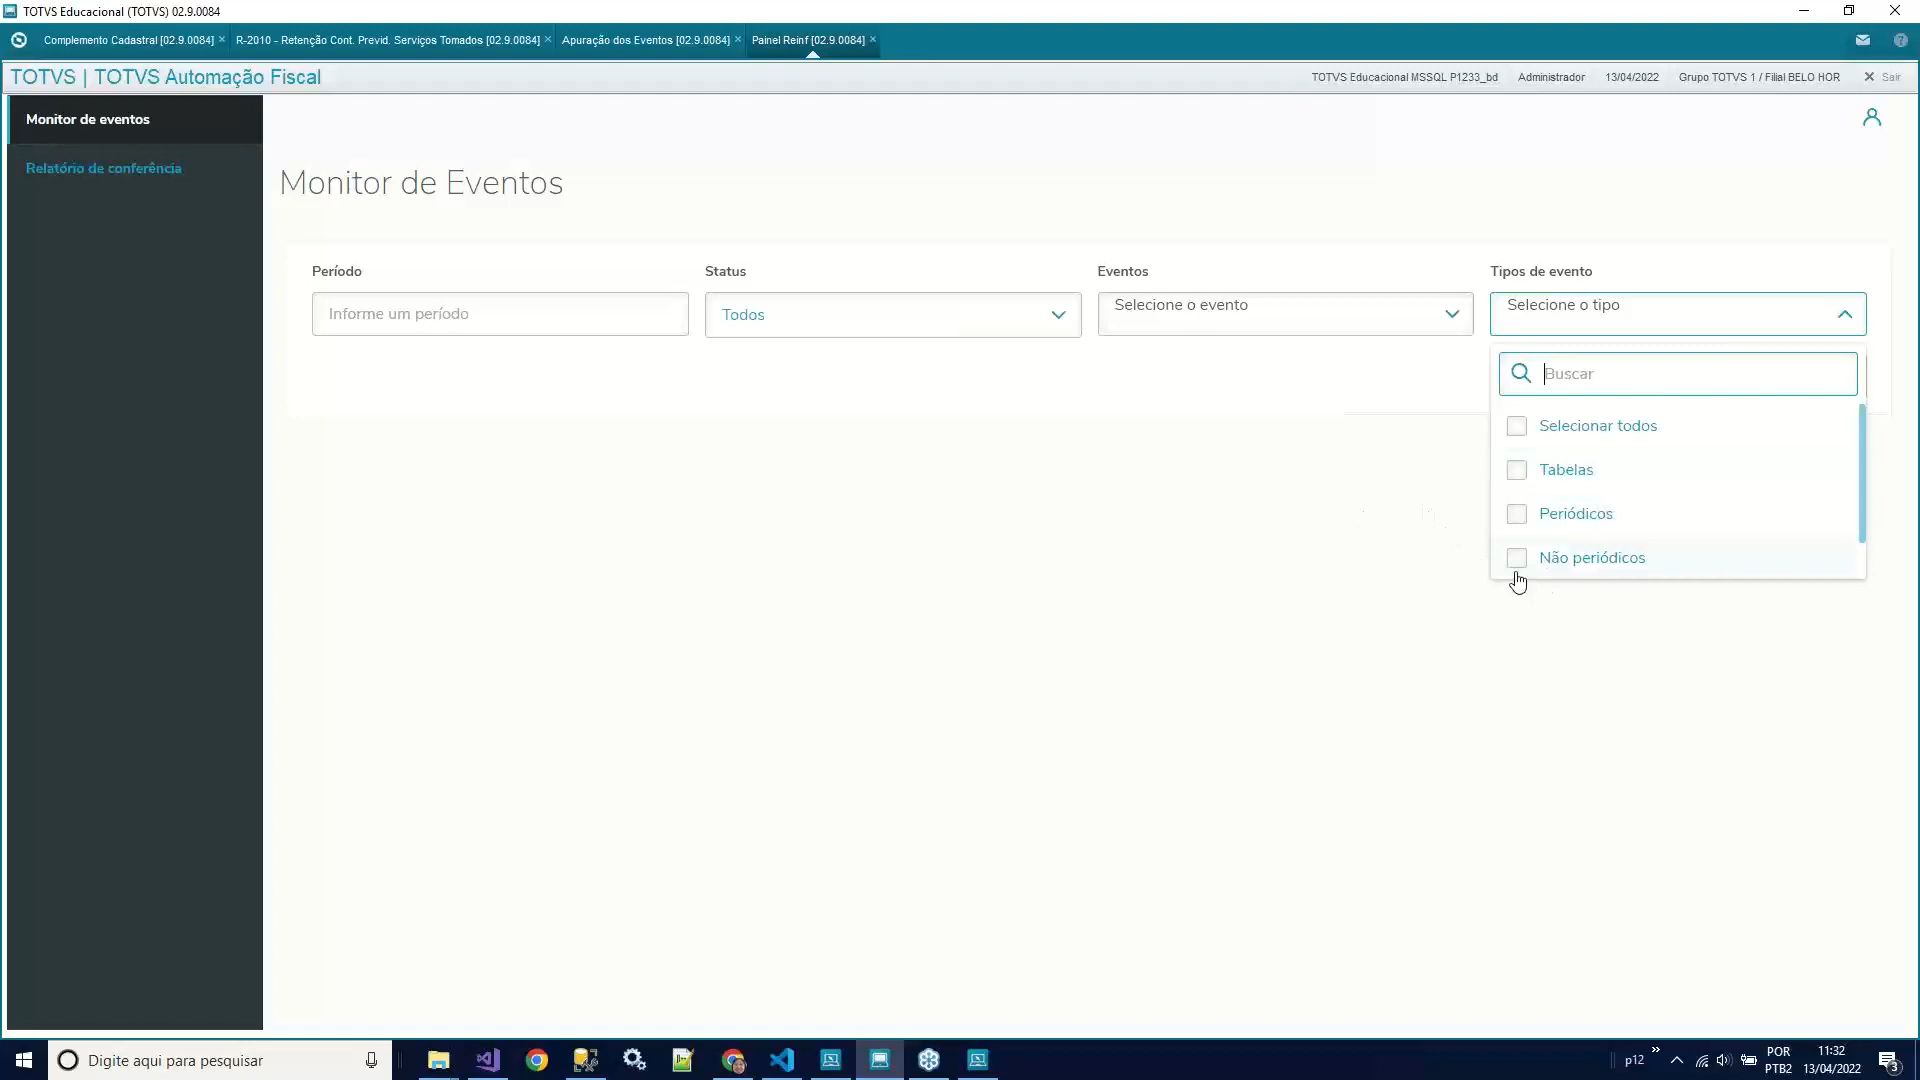 TOTVS Educacional (TOTVS) 02.9.0084
Complemento Cadastral [02.9.0084] × R-2010 - Retenção Cont. Previd. Serviços Tomados [02.9.0084] × Apuração dos Eventos [02.9.0084] × Painel Reinf [02.9.0084] ×
TOTVS | TOTVS Automação Fiscal
TOTVS Educacional MSSQL P1233_bd Administrador 13/04/2022 Grupo TOTVS 1 / Filial BELO HOR Sair
Monitor de eventos
Relatório de conferência
Monitor de Eventos
Período Status Eventos Tipos de evento
Informe um período Todos Selecione o evento Selecione o tipo
Buscar
Selecionar todos
Tabelas
Periódicos
Não periódicos
Digite aqui para pesquisar
p12
POR
PTB2
11:32
13/04/2022
3